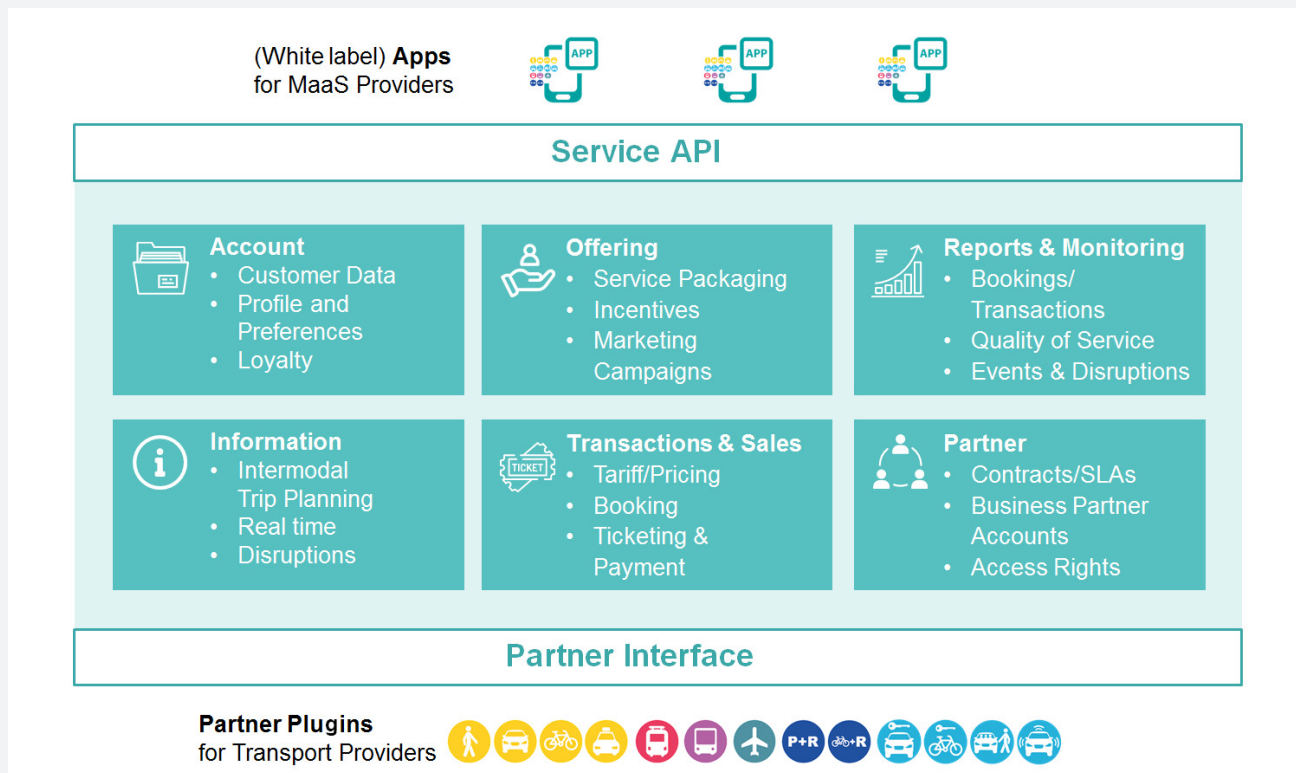 (White label) Apps
for MaaS Providers
APP
APP
APP
Service API
Account
• Customer Data
• Profile and
Preferences
• Loyalty
Offering
• Service Packaging
• Incentives
• Marketing
Campaigns
Reports & Monitoring
• Bookings/
Transactions
• Quality of Service
• Events & Disruptions
Information
• Intermodal
Trip Planning
• Real time
• Disruptions
TICKET
Transactions & Sales
• Tariff/Pricing
• Booking
• Ticketing &
Payment
Partner
• Contracts/SLAs
• Business Partner
Accounts
• Access Rights
Partner Interface
Partner Plugins
for Transport Providers
P+R
+R